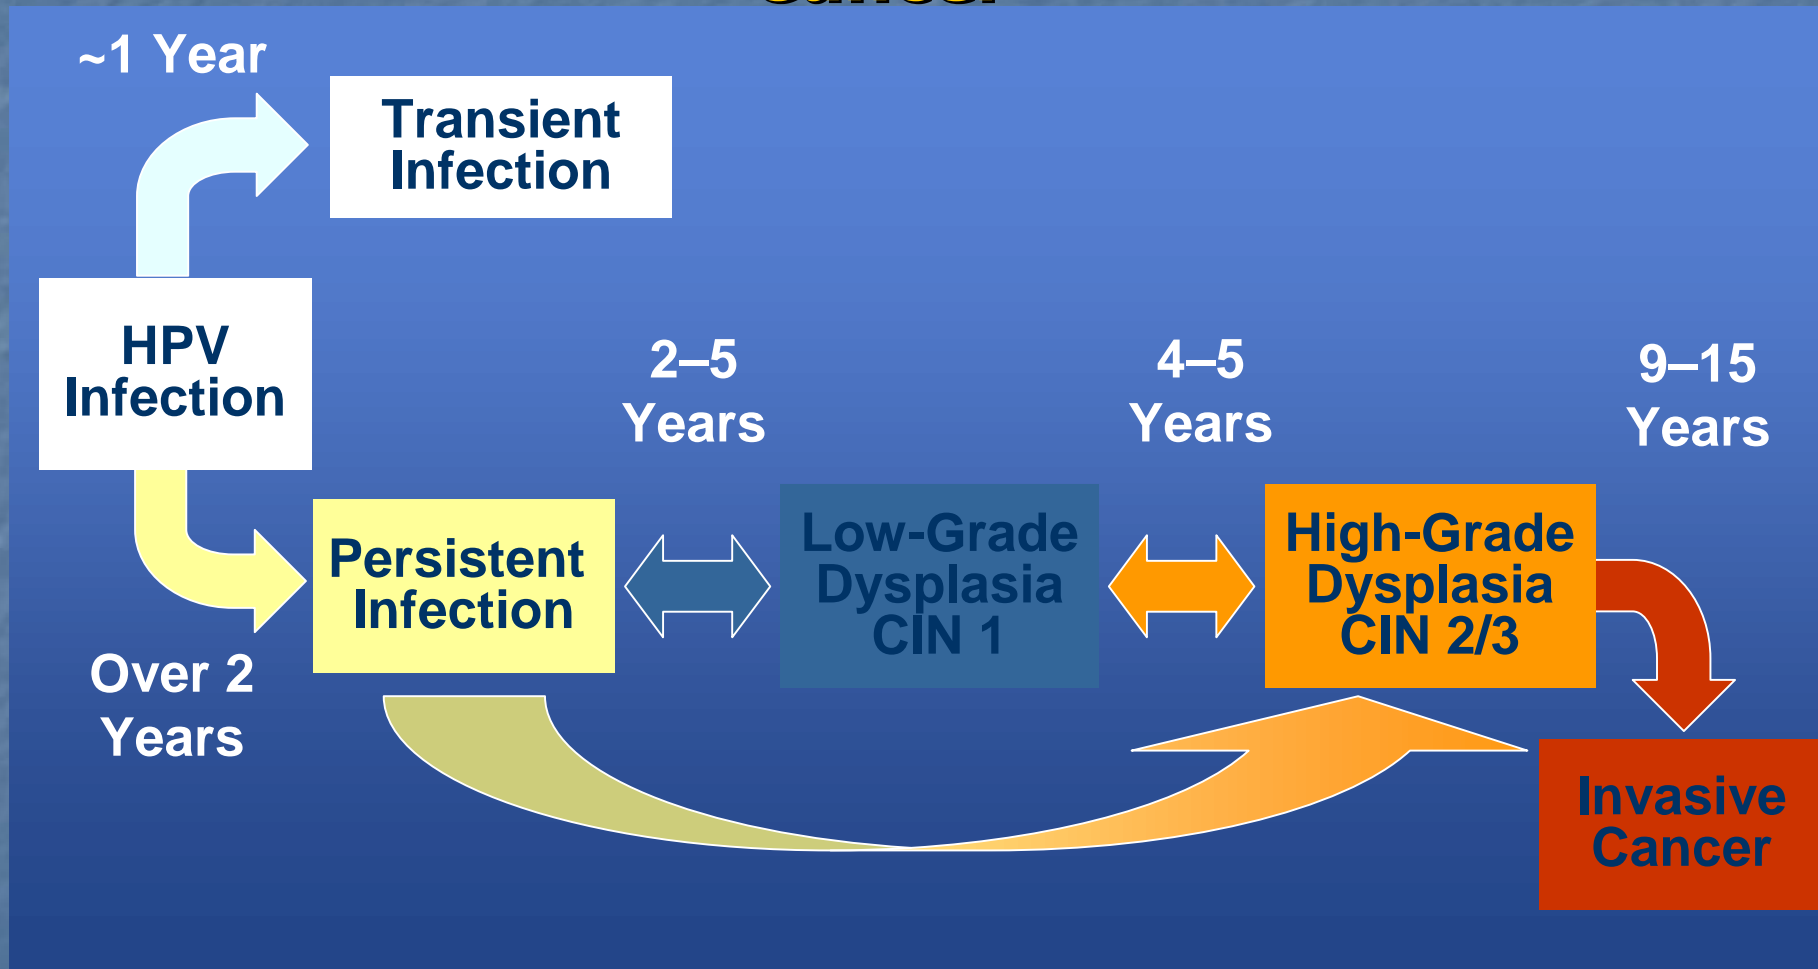 ~1 Year
Transient
Infection
HPV
Infection
2–5
Years
4–5
Years
9–15
Years
Persistent
Infection
Low-Grade
Dysplasia
CIN 1
High-Grade
Dysplasia
CIN 2/3
Over 2
Years
Invasive
Cancer